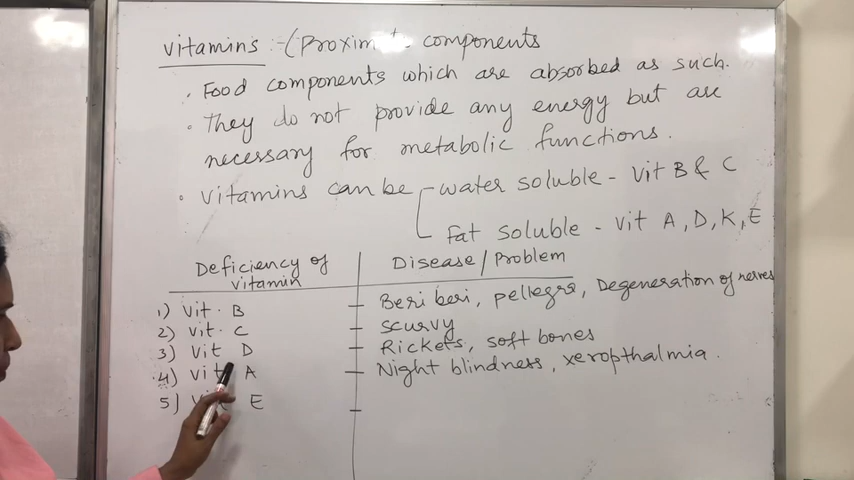 vitamins :- (Proxim components
. Food components which are absorbed as such.
. They do not provide any energy but are
necessary for metabolic functions.
. vitamins can be water soluble - Vit B & C
Fat soluble - Vit A, D, K, E
Deficiency of vitamin | Disease / Problem
1) Vit. B - Beri beri, pellegra, Degeneration of nerves
2) Vit. C - scurvy
3) Vit D - Rickets, soft bones
4) Vit A - Night blindness, xeropthalmia.
5) Vit E -